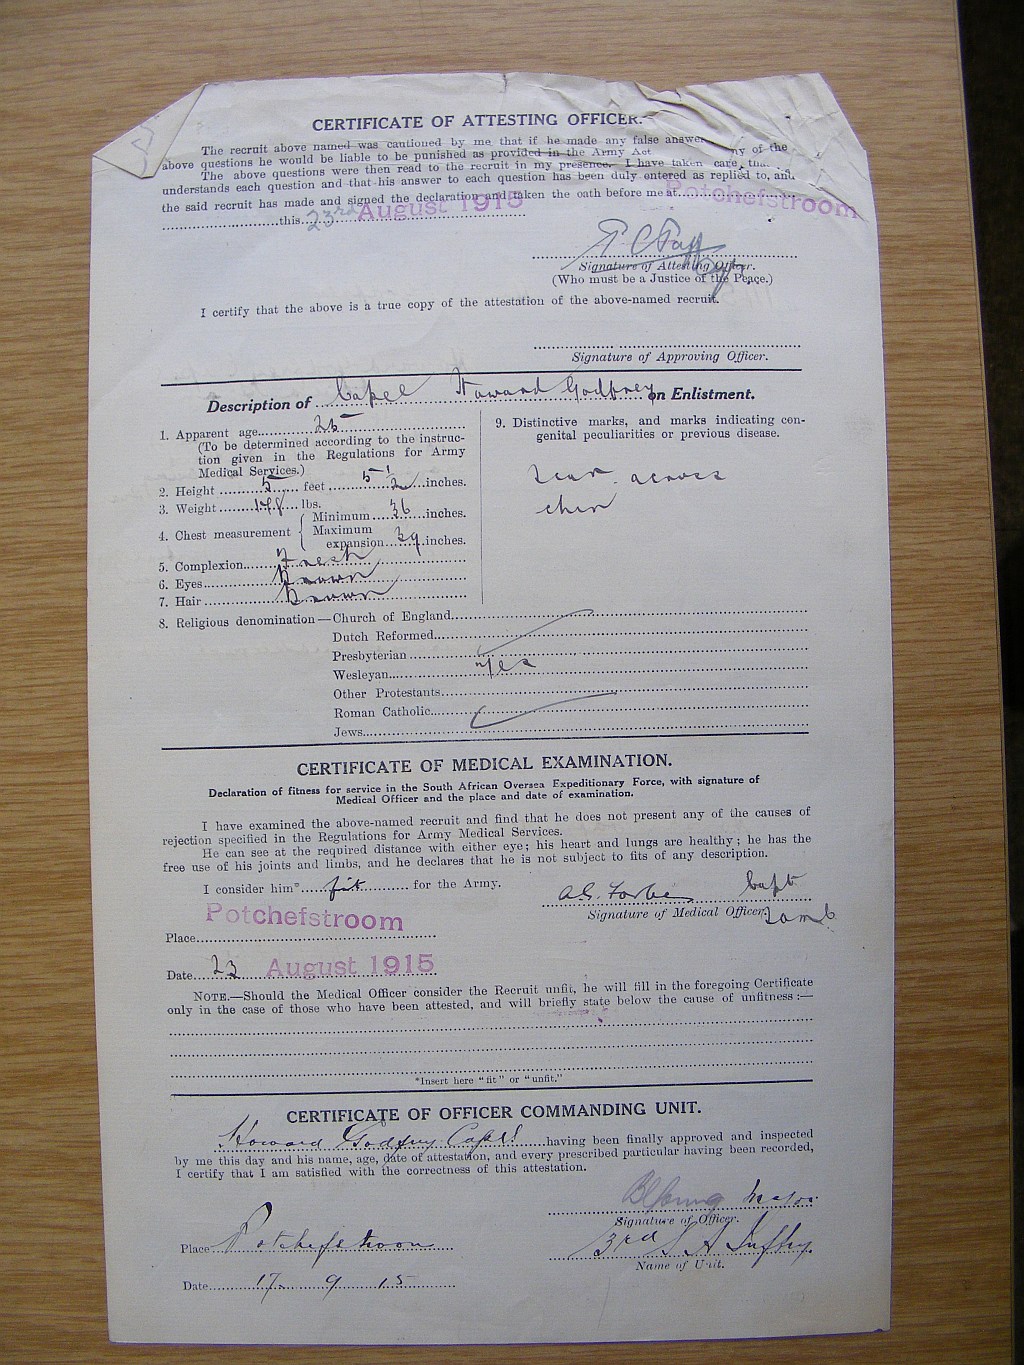 CERTIFICATE OF ATTESTING OFFICER.
The recruit above named was cautioned by me that if he made any false answer ny of the
above questions he would be liable to be punished as provided in the Army Act
The above questions were then read to the recruit in my presence. I have taken care tha
understands each question and that his answer to each question has been duly entered as replied to, and
the said recruit has made and signed the declaration and taken the oath before me at Potchefstroom
this 23rd August 1915
Signature of Attesting Officer.
(Who must be a Justice of the Peace.)
I certify that the above is a true copy of the attestation of the above-named recruit.
Signature of Approving Officer.
Description of Capel Howard Godfrey on Enlistment.
1. Apparent age
(To be determined according to the instruc-
tion given in the Regulations for Army
Medical Services.)
2. Height 5 feet 5 1/2 inches.
3. Weight lbs.
4. Chest measurement
Minimum 36 inches.
Maximum
expansion 39 inches.
5. Complexion Fresh
6. Eyes Brown
7. Hair Brown
9. Distinctive marks, and marks indicating con-
genital peculiarities or previous disease.
Scar across
chin
8. Religious denomination—Church of England
Dutch Reformed
Presbyterian
Wesleyan yes
Other Protestants
Roman Catholic
Jews
CERTIFICATE OF MEDICAL EXAMINATION.
Declaration of fitness for service in the South African Oversea Expeditionary Force, with signature of
Medical Officer and the place and date of examination.
I have examined the above-named recruit and find that he does not present any of the causes of
rejection specified in the Regulations for Army Medical Services.
He can see at the required distance with either eye; his heart and lungs are healthy; he has the
free use of his joints and limbs, and he declares that he is not subject to fits of any description.
I consider him* fit for the Army.
A.G. Forbes Capt
Signature of Medical Officer. Samb
Potchefstroom
Place
Date 23 August 1915
NOTE.—Should the Medical Officer consider the Recruit unfit, he will fill in the foregoing Certificate
only in the case of those who have been attested, and will briefly state below the cause of unfitness:—
*Insert here "fit" or "unfit."
CERTIFICATE OF OFFICER COMMANDING UNIT.
Howard Godfrey Capel having been finally approved and inspected
by me this day and his name, age, date of attestation, and every prescribed particular having been recorded,
I certify that I am satisfied with the correctness of this attestation.
Young Major
Signature of Officer.
Place Potchefstroom
3rd S A Inftry
Name of Unit.
Date 17 9 15